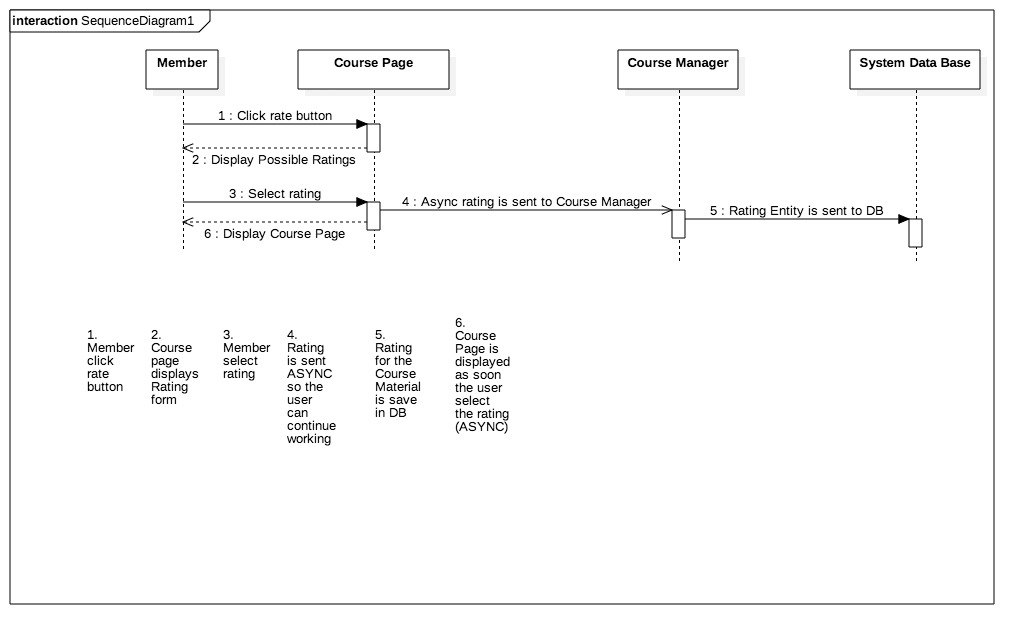 interaction SequenceDiagram1
Member
Course Page
Course Manager
System Data Base
1 : Click rate button
2 : Display Possible Ratings
3 : Select rating
4 : Async rating is sent to Course Manager
5 : Rating Entity is sent to DB
6 : Display Course Page
1.
Member
click
rate
button
2.
Course
page
displays
Rating
form
3.
Member
select
rating
4.
Rating
is sent
ASYNC
so the
user
can
continue
working
5.
Rating
for the
Course
Material
is save
in DB
6.
Course
Page is
displayed
as soon
the user
select
the rating
(ASYNC)